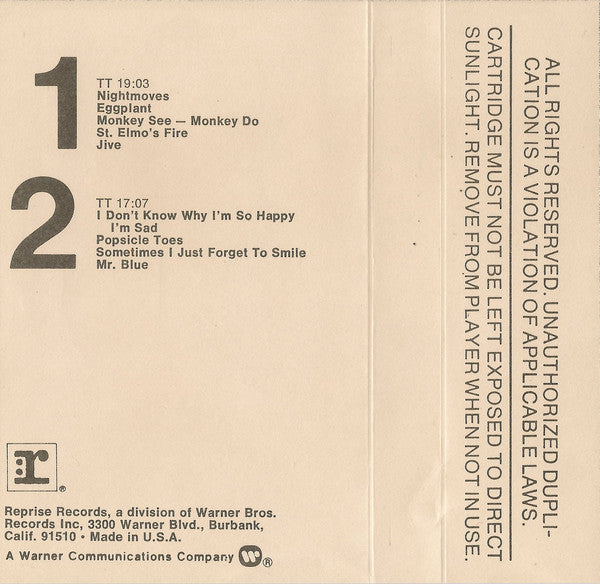 1
TT 19:03
Nightmoves
Eggplant
Monkey See — Monkey Do
St. Elmo's Fire
Jive
2
TT 17:07
I Don't Know Why I'm So Happy
I'm Sad
Popsicle Toes
Sometimes I Just Forget To Smile
Mr. Blue
r®
Reprise Records, a division of Warner Bros.
Records Inc, 3300 Warner Blvd., Burbank,
Calif. 91510 • Made in U.S.A.
A Warner Communications Company ®
ALL RIGHTS RESERVED. UNAUTHORIZED DUPLI-
CATION IS A VIOLATION OF APPLICABLE LAWS.
CARTRIDGE MUST NOT BE LEFT EXPOSED TO DIRECT
SUNLIGHT. REMOVE FROM PLAYER WHEN NOT IN USE.